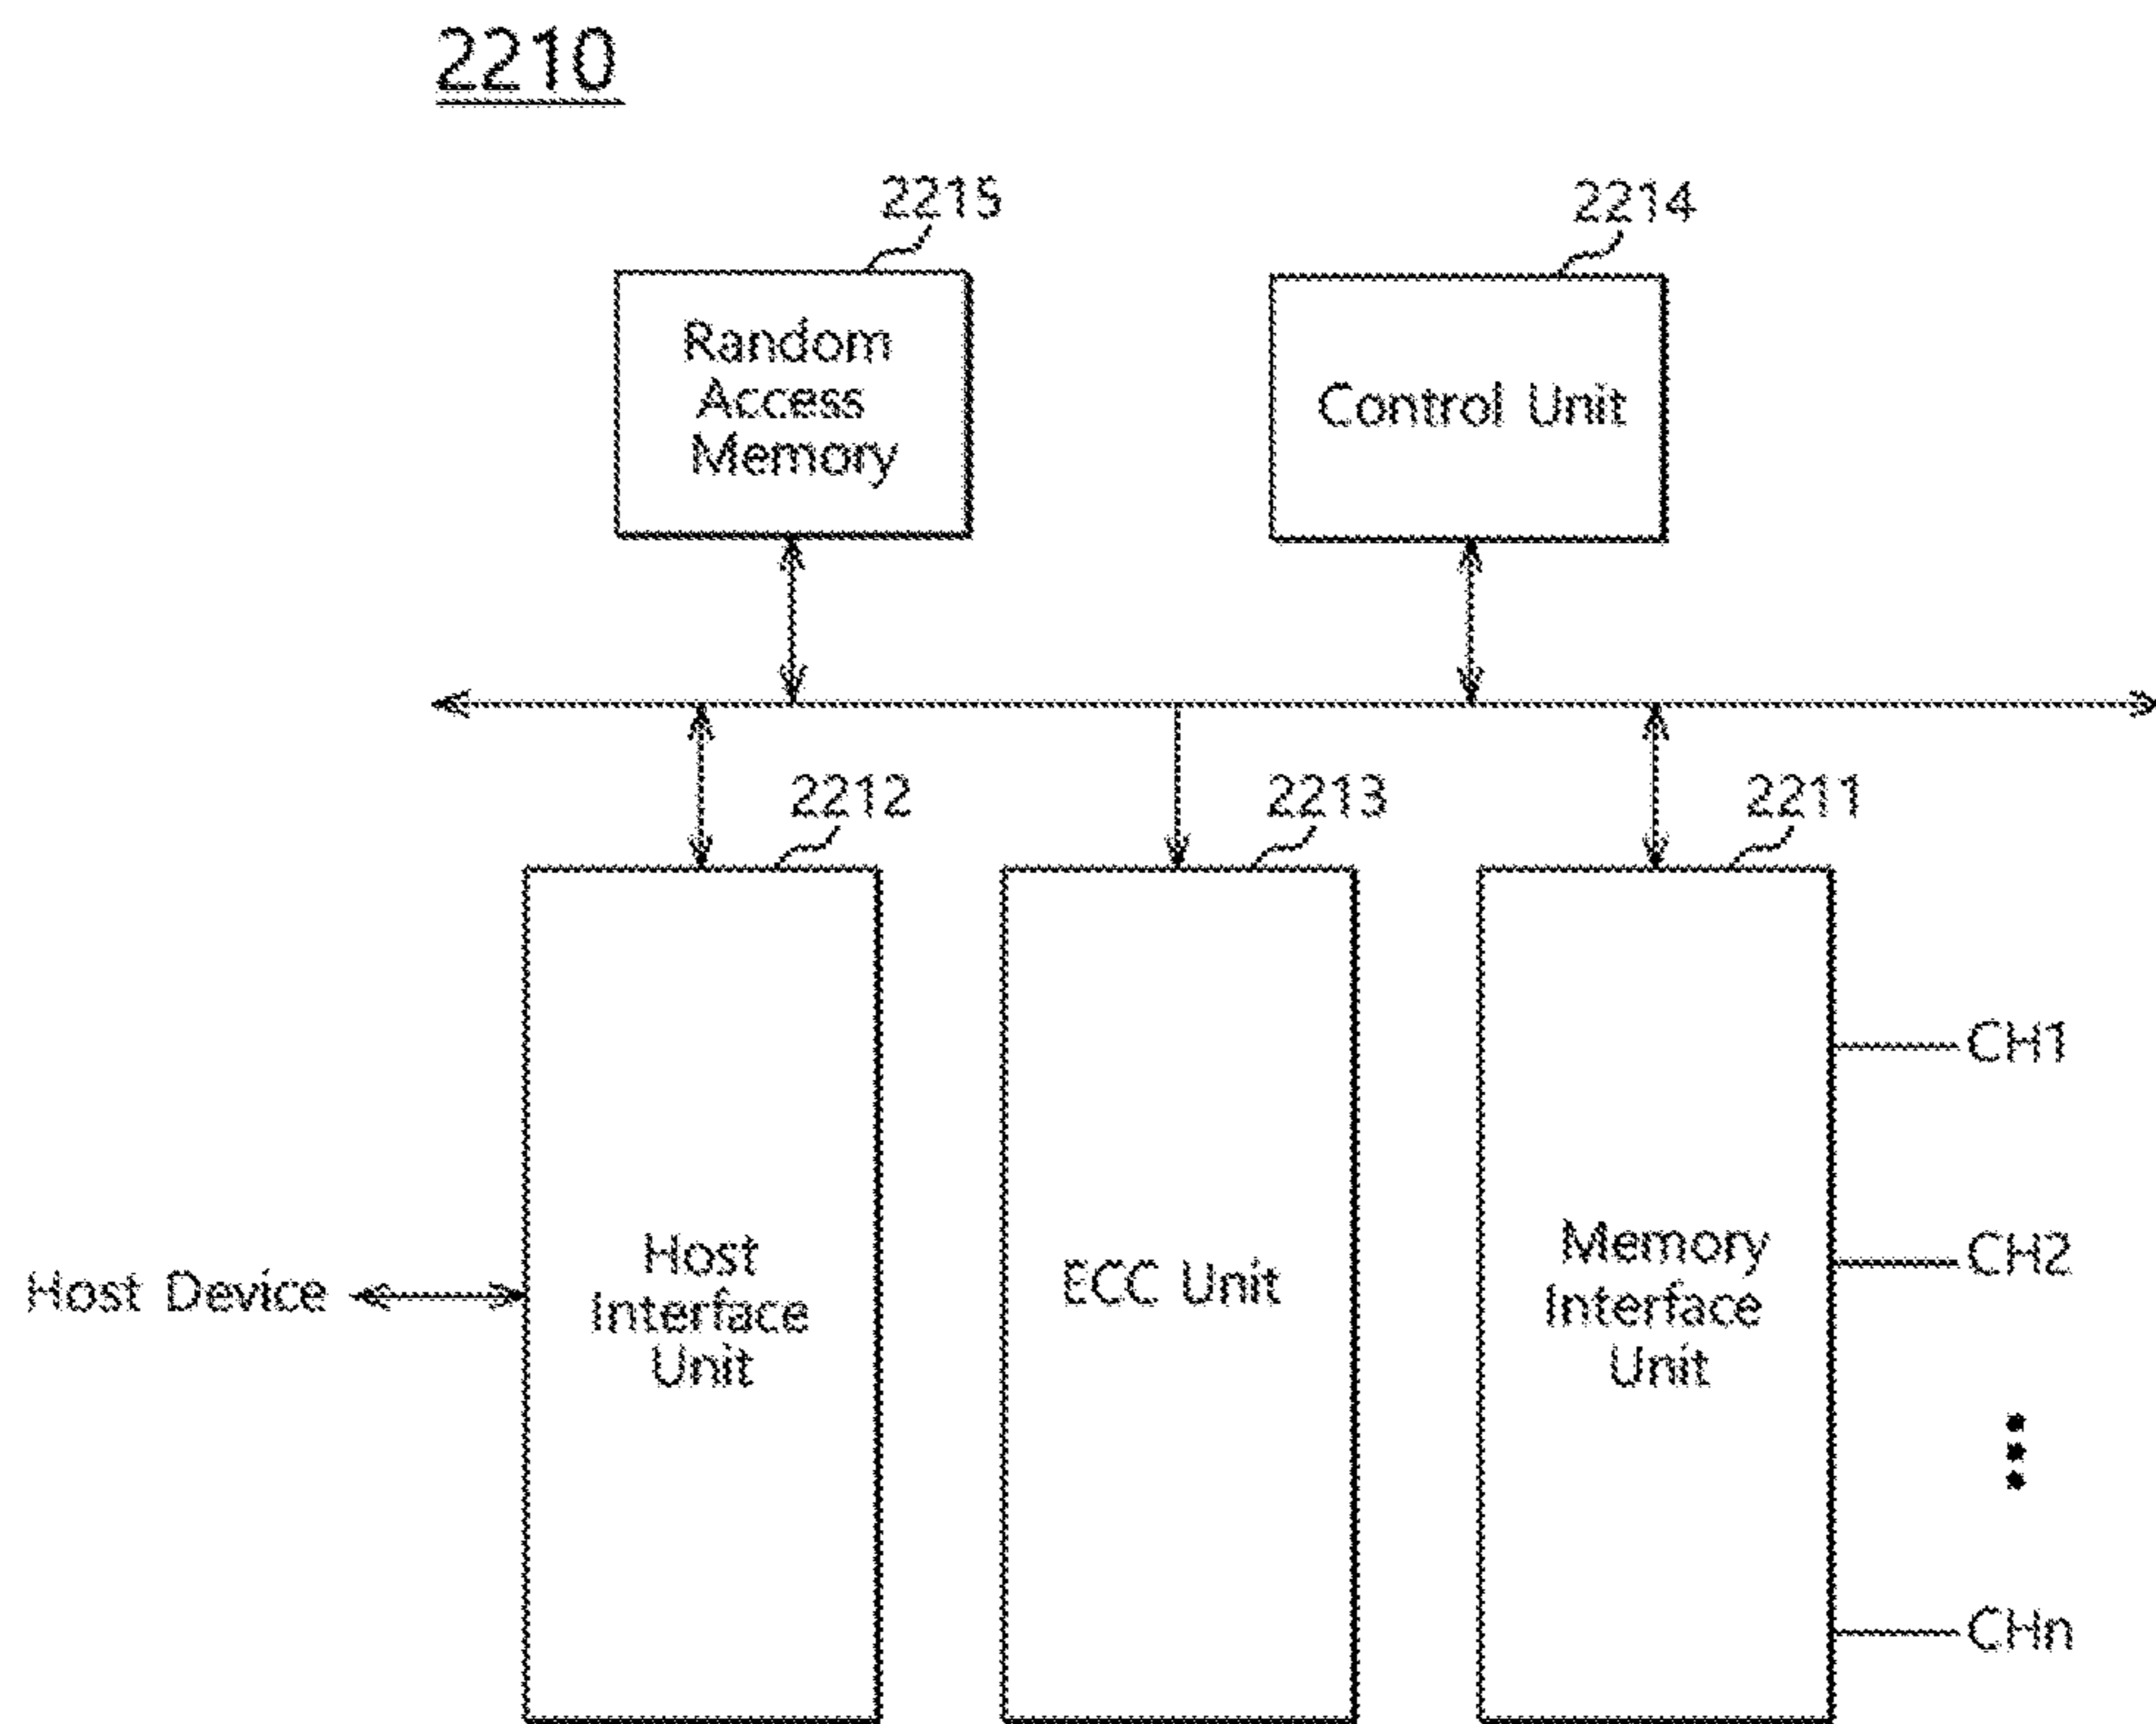 2210
2215
2214
Random
Access
Memory
Control Unit
2212
2213
2211
CH1
Host
Interface
Unit
ECC Unit
Memory
Interface
Unit
CH2
Host Device
CHn